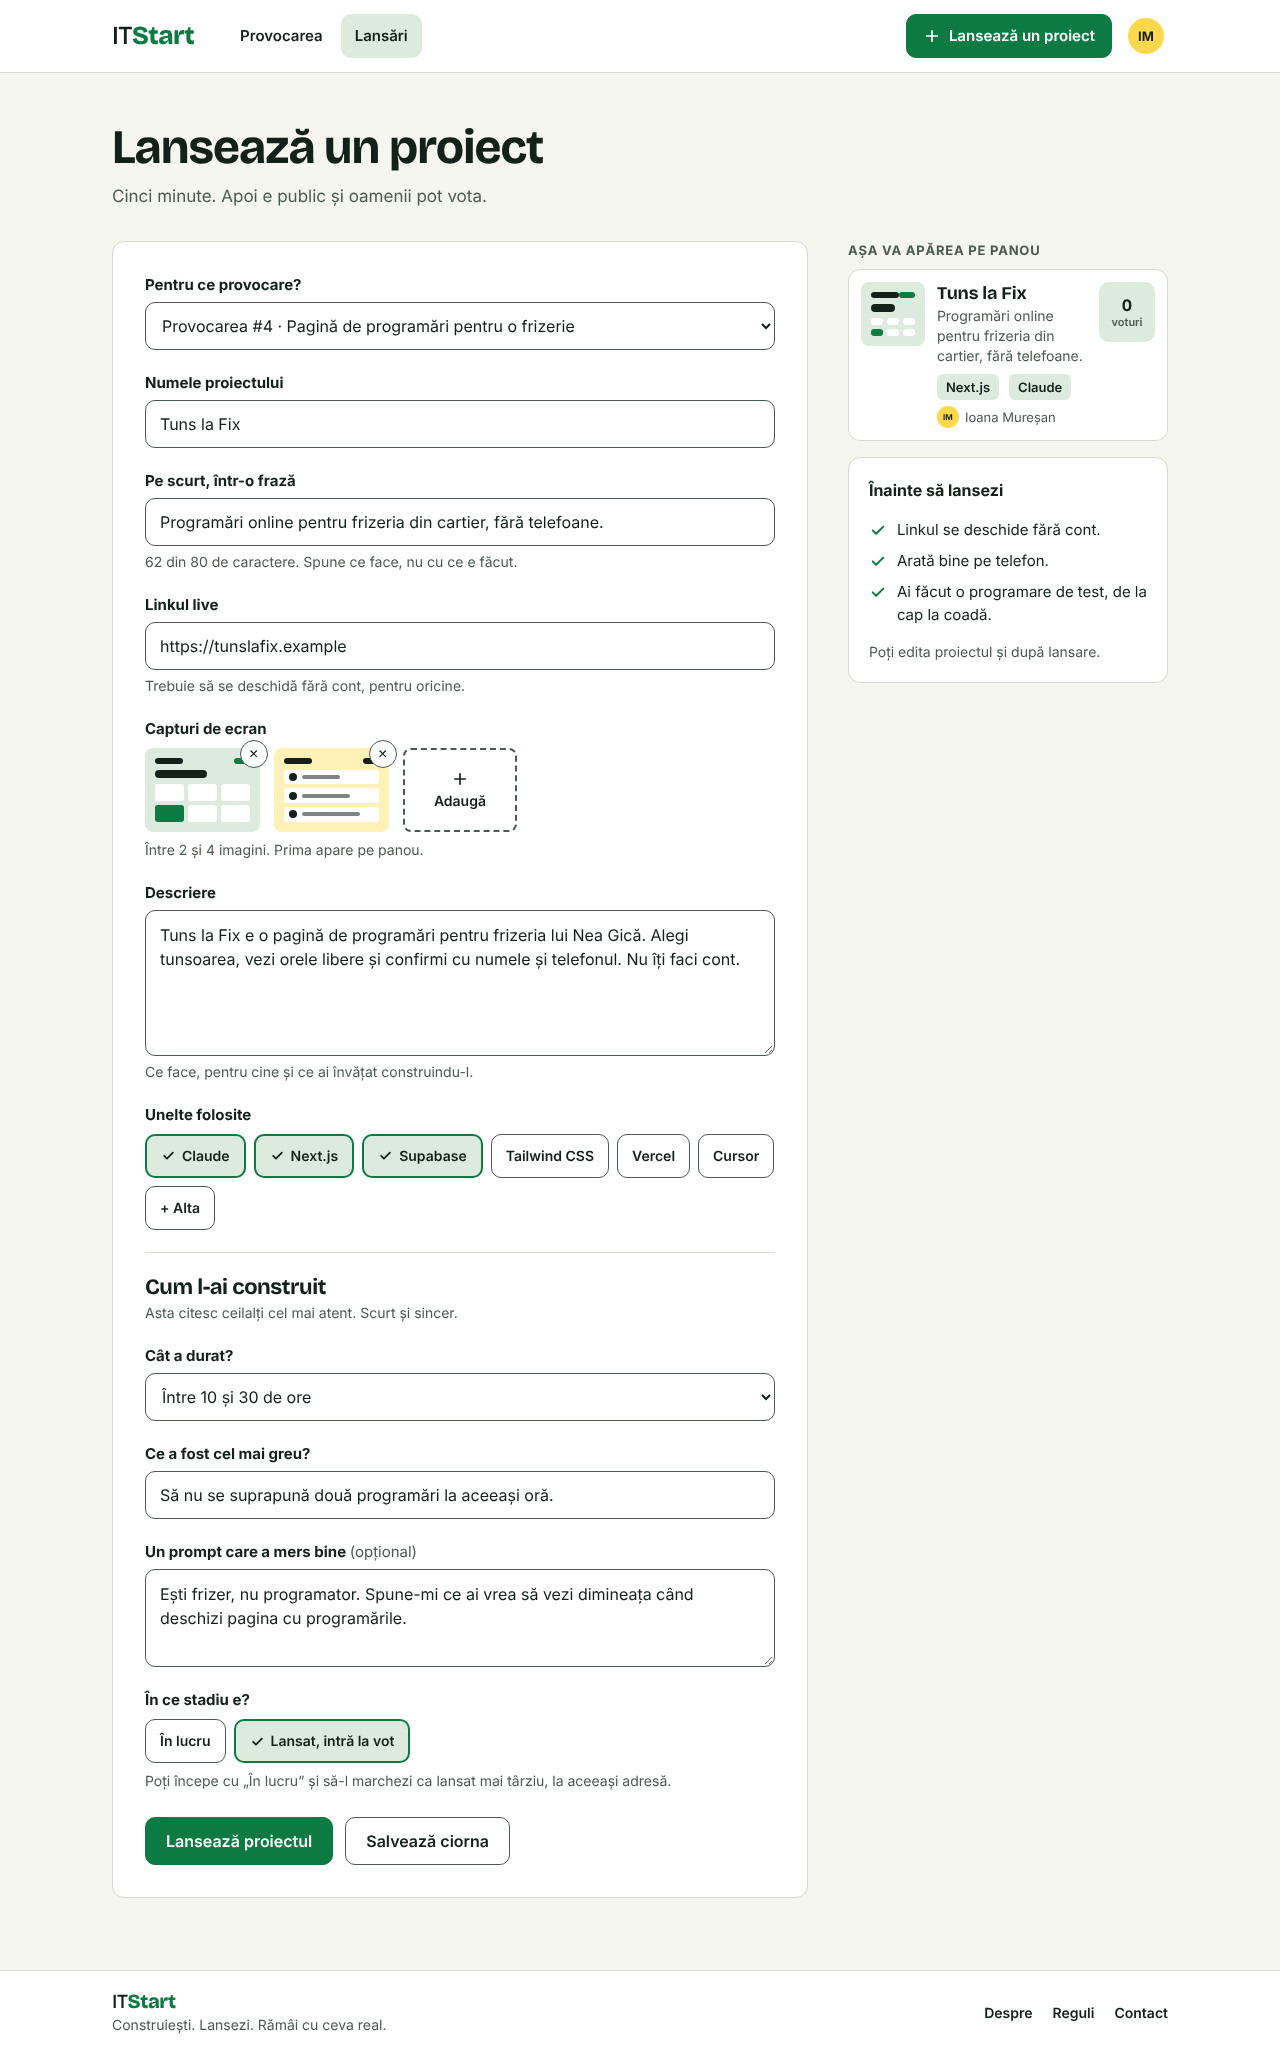 ITStart
Provocarea
Lansări
+ Lansează un proiect
IM
Lansează un proiect
Cinci minute. Apoi e public și oamenii pot vota.
Pentru ce provocare?
Provocarea #4 · Pagină de programări pentru o frizerie
Numele proiectului
Tuns la Fix
Pe scurt, într-o frază
Programări online pentru frizeria din cartier, fără telefoane.
62 din 80 de caractere. Spune ce face, nu cu ce e făcut.
Linkul live
https://tunslafix.example
Trebuie să se deschidă fără cont, pentru oricine.
Capturi de ecran
+
Adaugă
Între 2 și 4 imagini. Prima apare pe panou.
Descriere
Tuns la Fix e o pagină de programări pentru frizeria lui Nea Gică. Alegi
tunsoarea, vezi orele libere și confirmi cu numele și telefonul. Nu îți faci cont.
Ce face, pentru cine și ce ai învățat construindu-l.
Unelte folosite
Claude
Next.js
Supabase
Tailwind CSS
Vercel
Cursor
+ Alta
Cum l-ai construit
Asta citesc ceilalți cel mai atent. Scurt și sincer.
Cât a durat?
Între 10 și 30 de ore
Ce a fost cel mai greu?
Să nu se suprapună două programări la aceeași oră.
Un prompt care a mers bine (opțional)
Ești frizer, nu programator. Spune-mi ce ai vrea să vezi dimineața când
deschizi pagina cu programările.
În ce stadiu e?
În lucru
Lansat, intră la vot
Poți începe cu „În lucru” și să-l marchezi ca lansat mai târziu, la aceeași adresă.
Lansează proiectul
Salvează ciorna
AȘA VA APĂREA PE PANOU
Tuns la Fix
Programări online
pentru frizeria din
cartier, fără telefoane.
Next.js
Claude
IM
Ioana Mureșan
0
voturi
Înainte să lansezi
Linkul se deschide fără cont.
Arată bine pe telefon.
Ai făcut o programare de test, de la
cap la coadă.
Poți edita proiectul și după lansare.
ITStart
Construiești. Lansezi. Rămâi cu ceva real.
Despre
Reguli
Contact